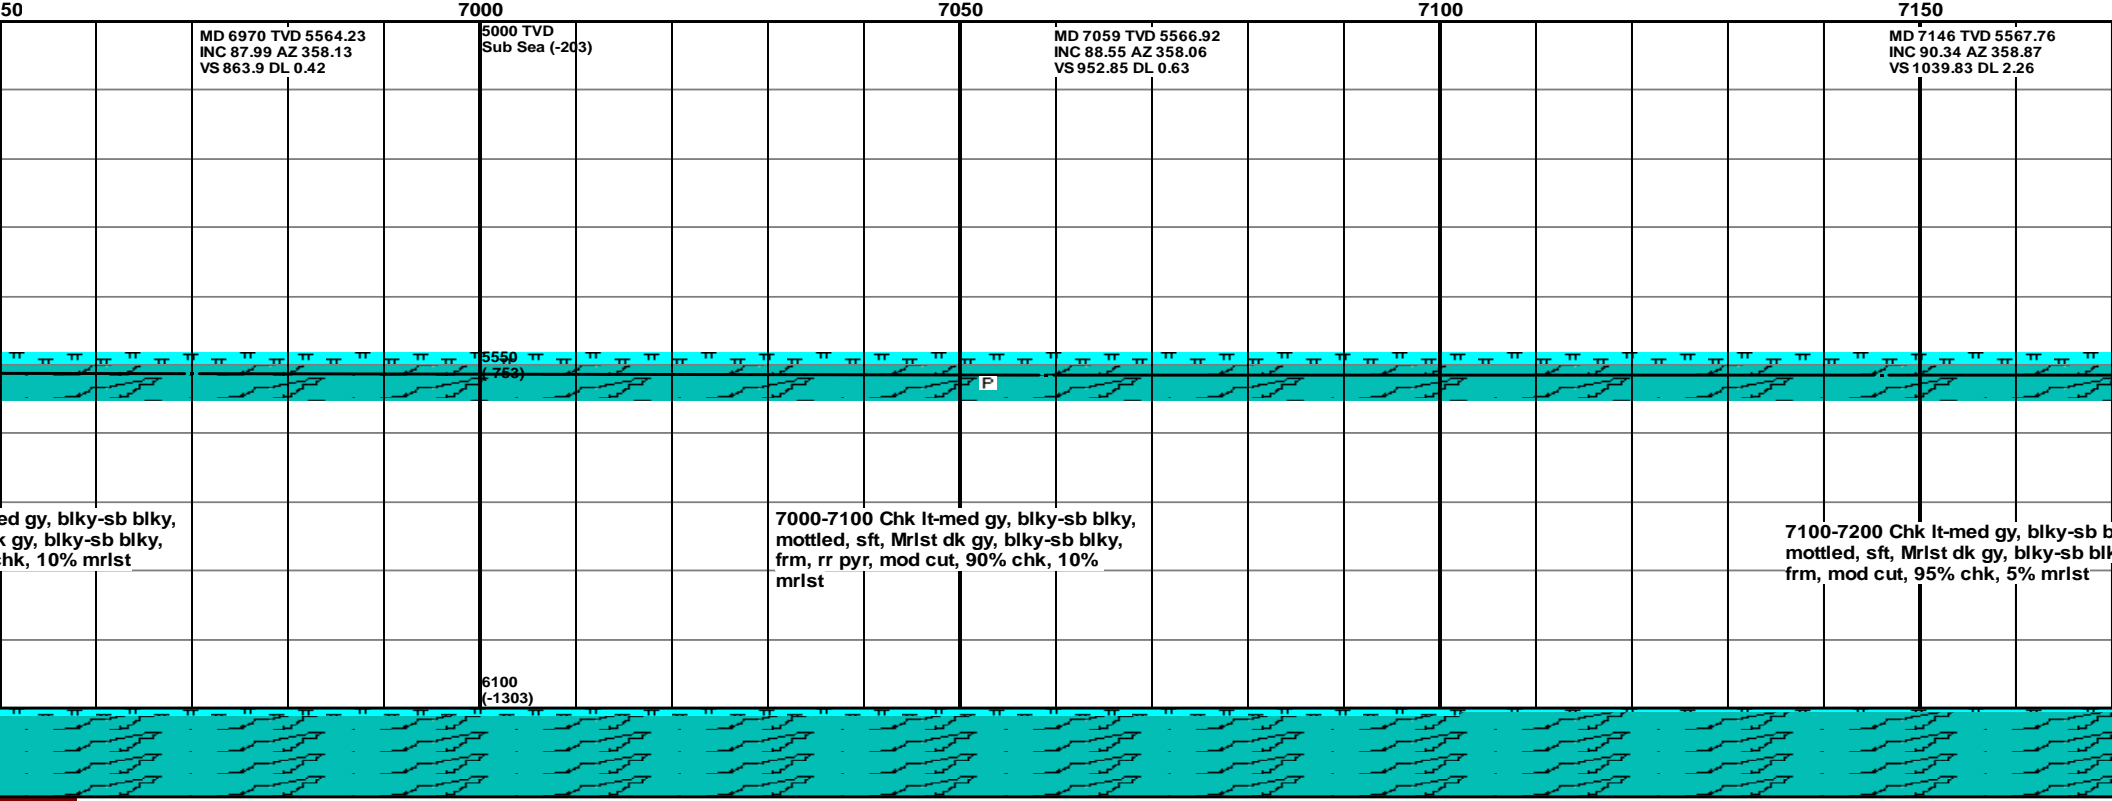 50 7000 7050 7100 7150
MD 6970 TVD 5564.23
INC 87.99 AZ 358.13
VS 863.9 DL 0.42
5000 TVD
Sub Sea (-203)
MD 7059 TVD 5566.92
INC 88.55 AZ 358.06
VS 952.85 DL 0.63
MD 7146 TVD 5567.76
INC 90.34 AZ 358.87
VS 1039.83 DL 2.26
5550
(-753)
P
ed gy, blky-sb blky,
k gy, blky-sb blky,
chk, 10% mrlst
7000-7100 Chk lt-med gy, blky-sb blky,
mottled, sft, Mrlst dk gy, blky-sb blky,
frm, rr pyr, mod cut, 90% chk, 10%
mrlst
7100-7200 Chk lt-med gy, blky-sb b
mottled, sft, Mrlst dk gy, blky-sb blk
frm, mod cut, 95% chk, 5% mrlst
6100
(-1303)